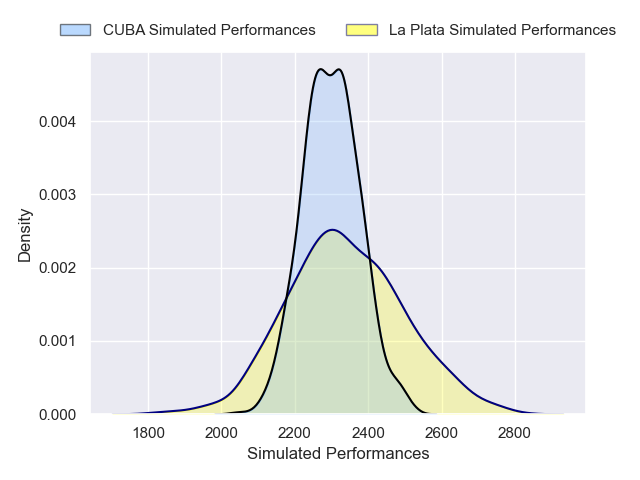 CUBA Simulated Performances La Plata Simulated Performances
0.004
0.003
0.002
0.001
0.000
Density
1800 2000 2200 2400 2600 2800
Simulated Performances